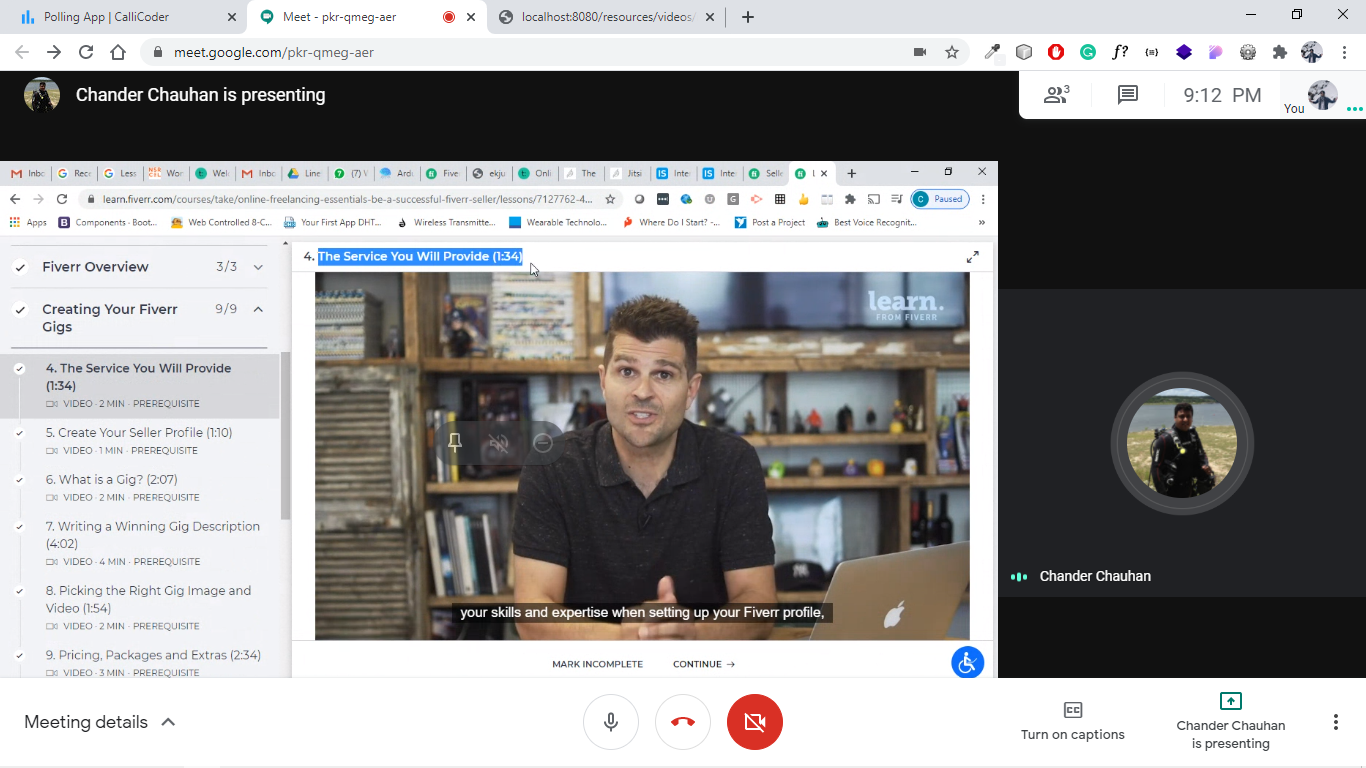 Polling App | CalliCoder
Meet - pkr-qmeg-aer
localhost:8080/resources/videos/
meet.google.com/pkr-qmeg-aer
f?
Chander Chauhan is presenting
3
9:12 PM
You
Inbo
Rec
Less
Wor
Wel
Inbo
Line
(7)
Ardu
Five
ekju
Onli
The
Jitsi
Inte
Inte
Selle
L
learn.fiverr.com/courses/take/online-freelancing-essentials-be-a-successful-fiverr-seller/lessons/7127762-4...
C Paused
Apps
Components · Boot...
Web Controlled 8-C...
Your First App DHT...
Wireless Transmitte...
Wearable Technolo...
Where Do I Start? -...
Post a Project
Best Voice Recognit...
»
Fiverr Overview 3/3
Creating Your Fiverr 9/9
Gigs
4. The Service You Will Provide
(1:34)
VIDEO · 2 MIN · PREREQUISITE
5. Create Your Seller Profile (1:10)
VIDEO · 1 MIN · PREREQUISITE
6. What is a Gig? (2:07)
VIDEO · 2 MIN · PREREQUISITE
7. Writing a Winning Gig Description
(4:02)
VIDEO · 4 MIN · PREREQUISITE
8. Picking the Right Gig Image and
Video (1:54)
VIDEO · 2 MIN · PREREQUISITE
9. Pricing, Packages and Extras (2:34)
VIDEO · 3 MIN · PREREQUISITE
4. The Service You Will Provide (1:34)
learn.
FROM FIVERR
your skills and expertise when setting up your Fiverr profile,
MARK INCOMPLETE CONTINUE →
Chander Chauhan
Meeting details
CC
Turn on captions
Chander Chauhan
is presenting